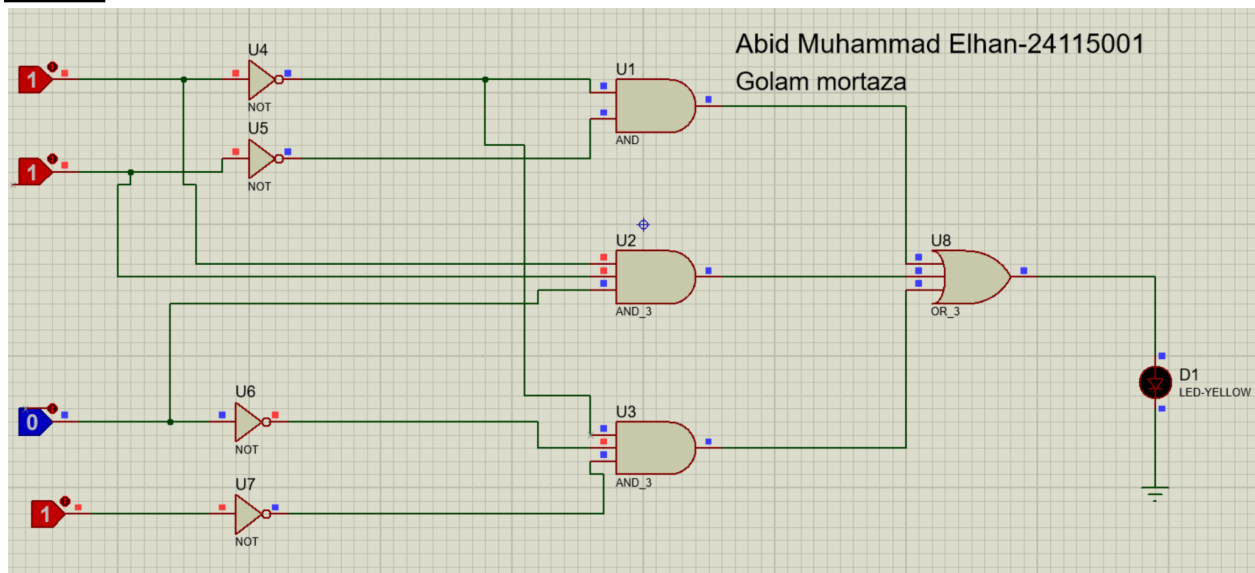 Abid Muhammad Elhan-24115001
Golam mortaza
U4
1
NOT
U1
AND
U5
1
NOT
U2
AND_3
U8
OR_3
D1
LED-YELLOW
U6
0
NOT
U3
AND_3
U7
1
NOT